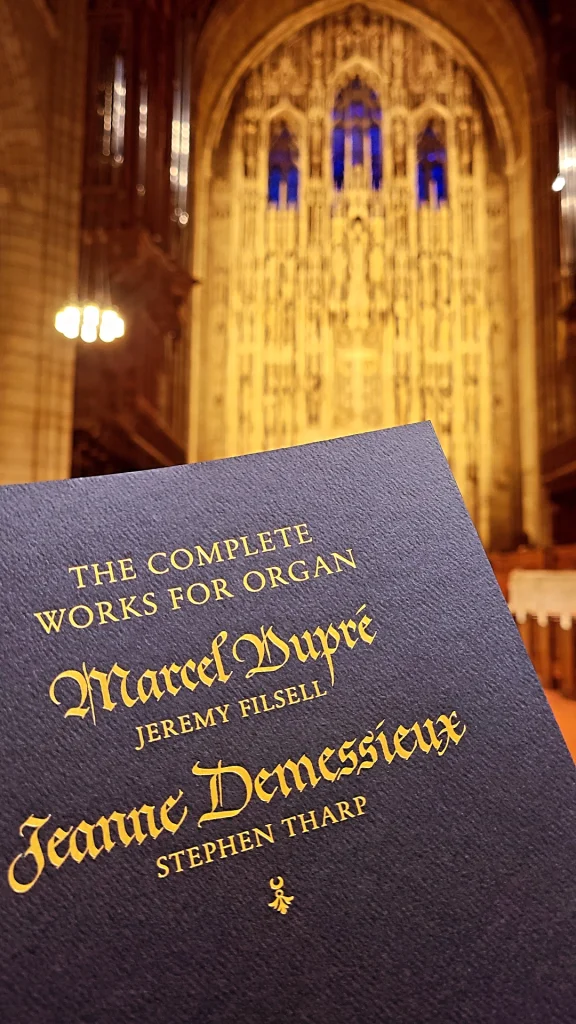 THE COMPLETE
WORKS FOR ORGAN
Marcel Dupré
JEREMY FILSELL
Jeanne Demessieux
STEPHEN THARP